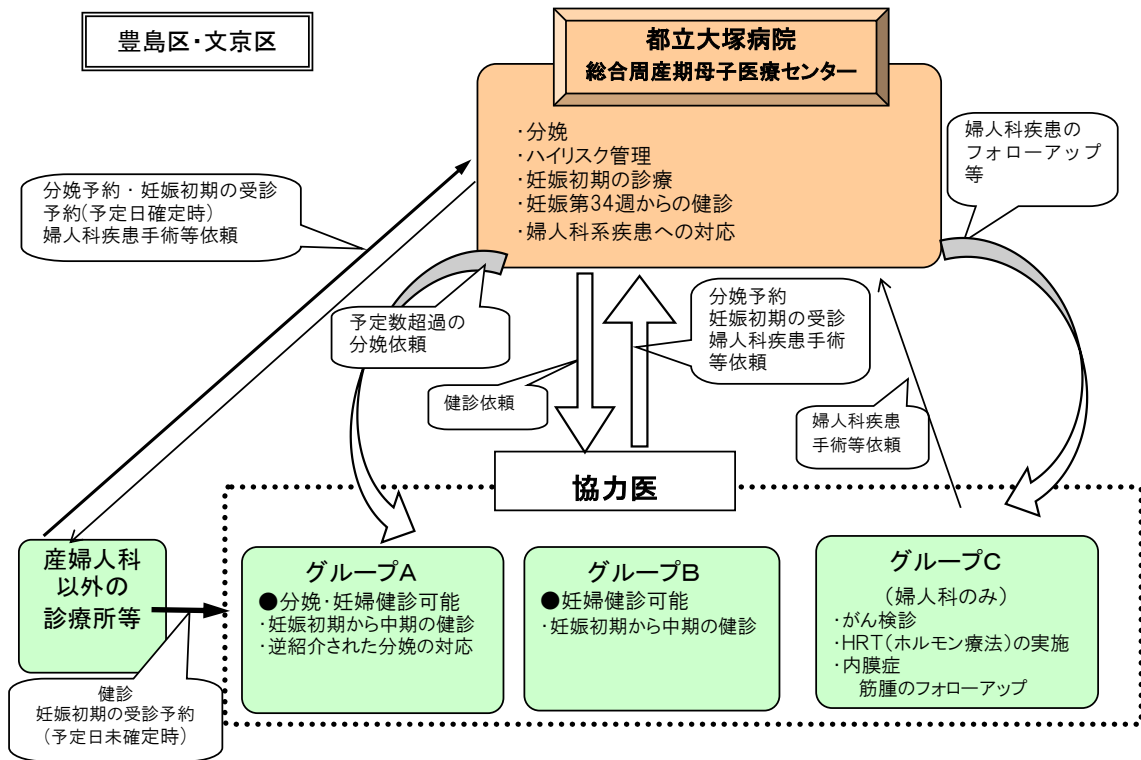 豊島区・文京区
都立大塚病院
総合周産期母子医療センター
・分娩
・ハイリスク管理
・妊娠初期の診療
・妊娠第34週からの健診
・婦人科系疾患への対応
婦人科疾患の
フォローアップ
等
分娩予約・妊娠初期の受診
予約(予定日確定時)
婦人科疾患手術等依頼
予定数超過の
分娩依頼
健診依頼
分娩予約
妊娠初期の受診
婦人科疾患手術
等依頼
婦人科疾患
手術等依頼
協力医
産婦人科
以外の
診療所等
グループA
●分娩・妊婦健診可能
・妊娠初期から中期の健診
・逆紹介された分娩の対応
グループB
●妊婦健診可能
・妊娠初期から中期の健診
グループC
(婦人科のみ)
・がん検診
・HRT(ホルモン療法)の実施
・内膜症
筋腫のフォローアップ
健診
妊娠初期の受診予約
(予定日未確定時)